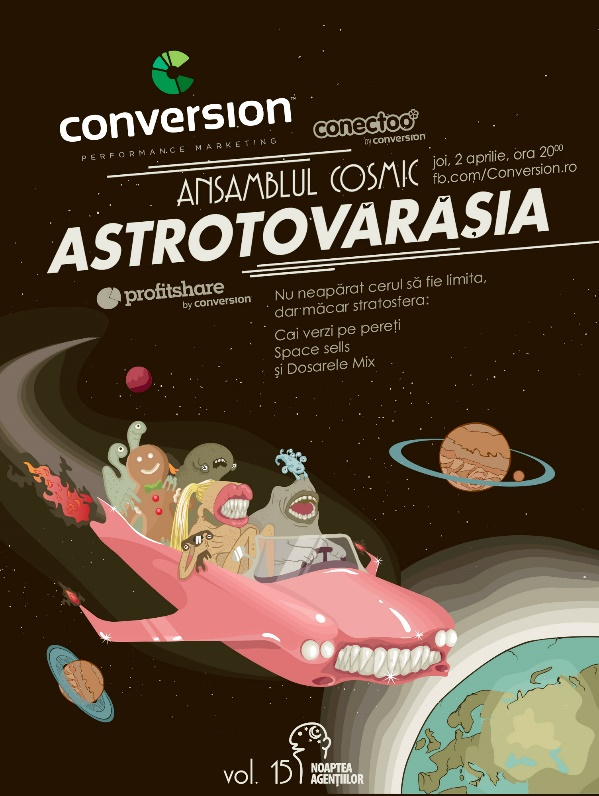 conversion™
PERFORMANCE MARKETING
conectoo
by conversion
ANSAMBLUL COSMIC
joi, 2 aprilie, ora 20⁰⁰
fb.com/Conversion.ro
ASTROTOVĂRĂȘIA
profitshare
by conversion
Nu neapărat cerul să fie limita,
dar măcar stratosfera:
Cai verzi pe pereți
Space sells
și Dosarele Mix
vol. 15
NOAPTEA
AGENȚIILOR